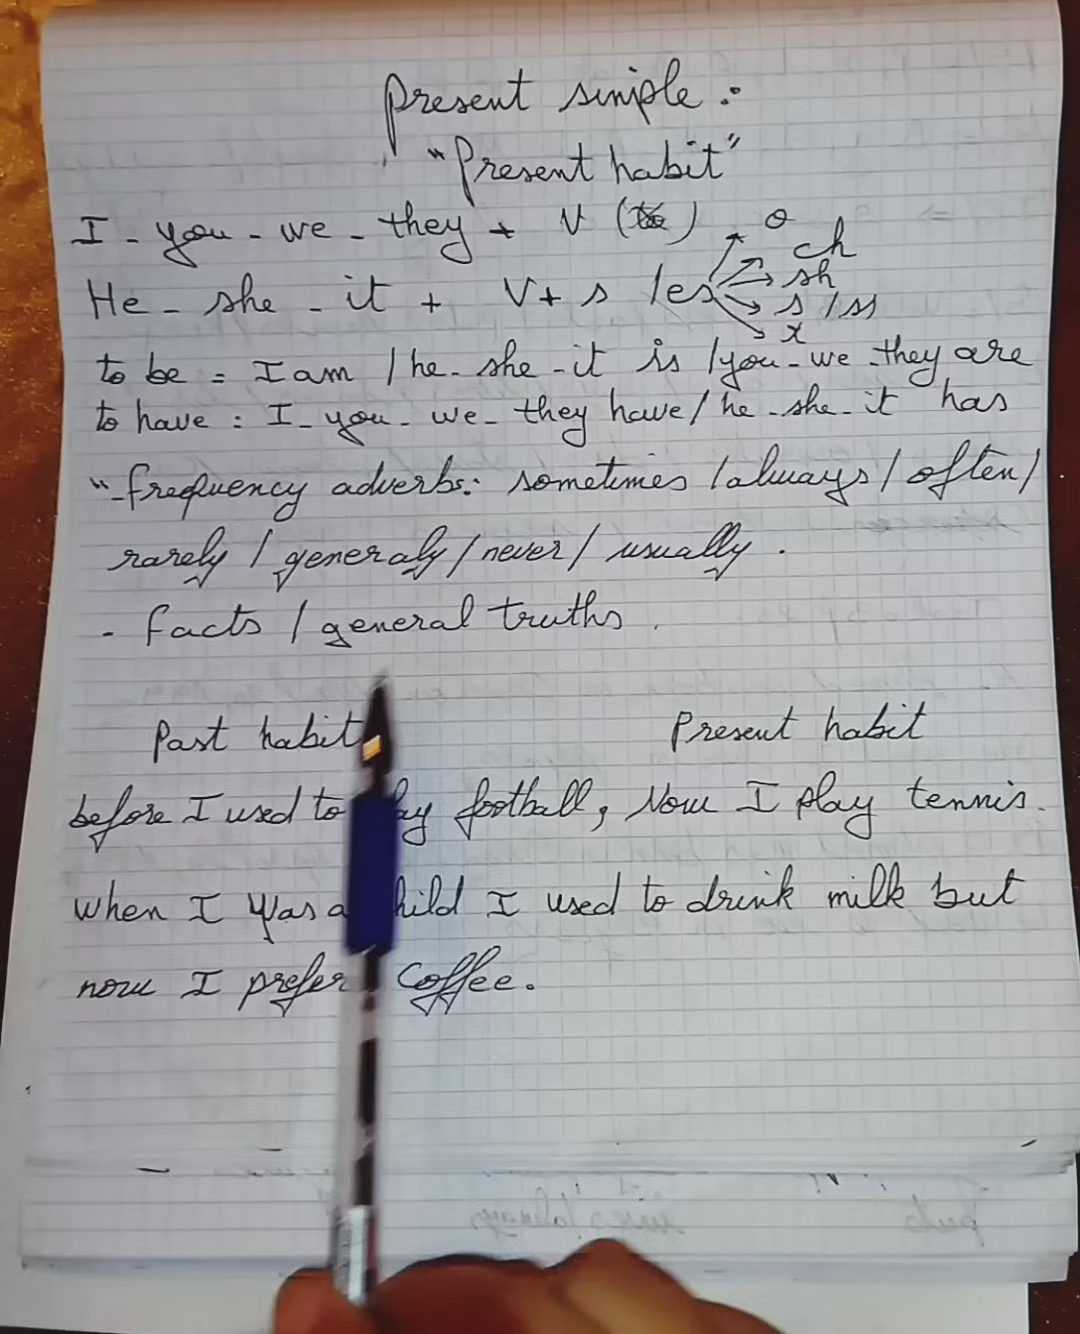 Present simple :
"Present habit"
I - you - we - they + V (to)
o
ch
He - she - it + V + s / es
sh
s / ss
x
to be = I am / he - she - it is / you - we - they are
to have : I - you - we - they have / he - she - it has
"- frequency adverbs: sometimes / always / often /
rarely / generaly / never / usually .
- facts / general truths .
Past habit Present habit
before I used to football, Now I play tennis.
when I was a I used to drink milk but
now I prefer coffee.